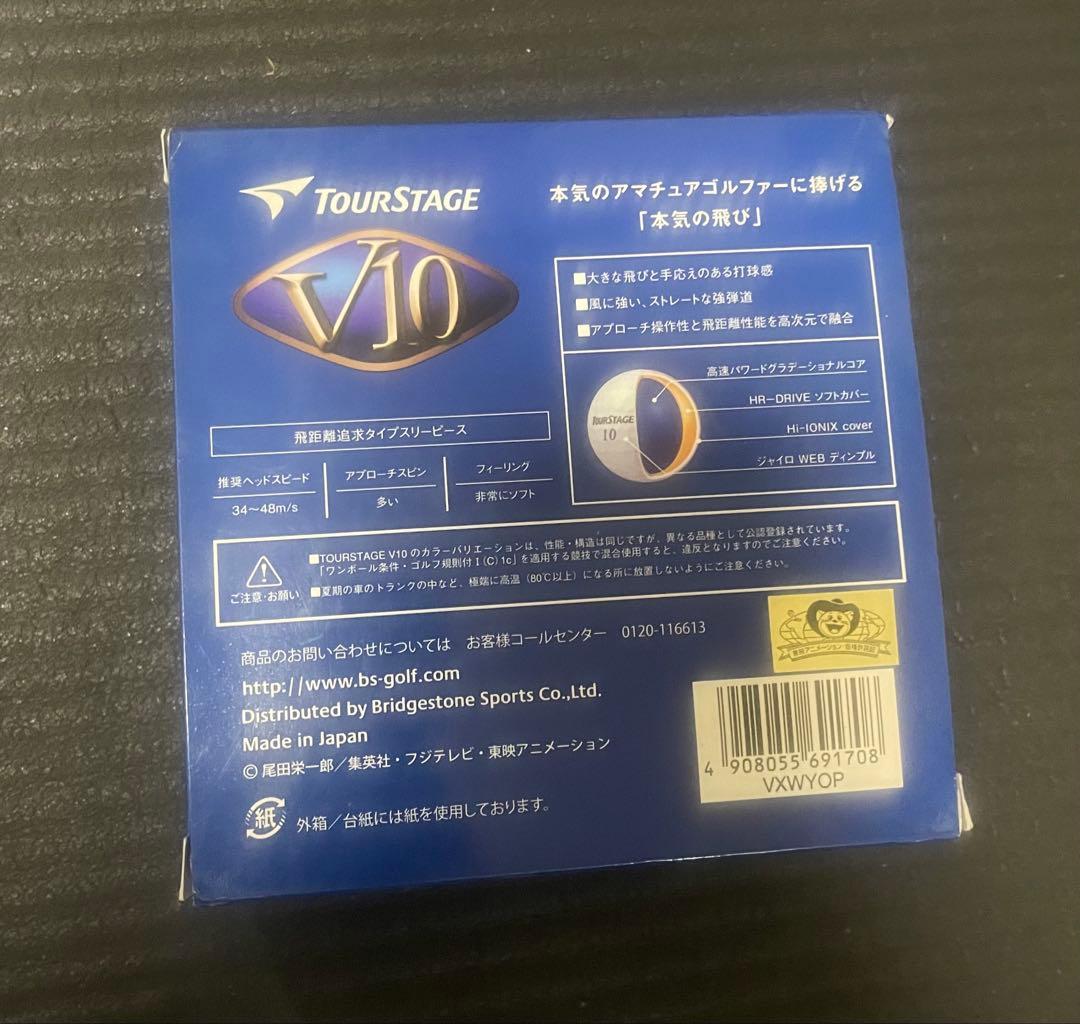 TOURSTAGE
V10
本気のアマチュアゴルファーに捧げる
「本気の飛び」
■大きな飛びと手応えのある打球感
■風に強い、ストレートな強弾道
■アプローチ操作性と飛距離性能を高次元で融合
高速パワードグラデーショナルコア
HR-DRIVE ソフトカバー
Hi-IONIX cover
ジャイロ WEB ディンプル
TOURSTAGE
10
飛距離追求タイプスリーピース
推奨ヘッドスピード
34〜48m/s
アプローチスピン
多い
フィーリング
非常にソフト
ご注意・お願い
■TOURSTAGE V10 のカラーバリエーションは、性能・構造は同じですが、異なる品種として公認登録されています。
「ワンボール条件・ゴルフ規則付Ⅰ(C)1c」を適用する競技で混合使用すると、違反となりますのでご注意ください。
■夏期の車のトランクの中など、極端に高温(80℃以上)になる所に放置しないようにご注意ください。
商品のお問い合わせについては お客様コールセンター 0120-116613
http://www.bs-golf.com
Distributed by Bridgestone Sports Co.,Ltd.
Made in Japan
© 尾田栄一郎／集英社・フジテレビ・東映アニメーション
紙
外箱／台紙には紙を使用しております。
東映アニメーション
4 908055 691708
VXWYOP